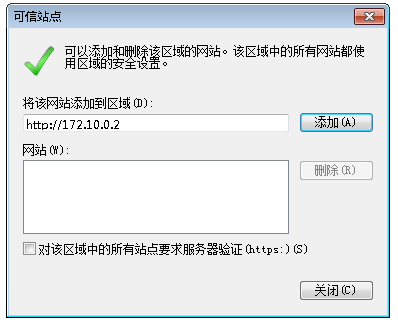 可信站点
可以添加和删除该区域的网站。该区域中的所有网站都使
用区域的安全设置。
将该网站添加到区域(D):
http://172.10.0.2
添加(A)
网站(W):
删除(R)
对该区域中的所有站点要求服务器验证(https:)(S)
关闭(C)